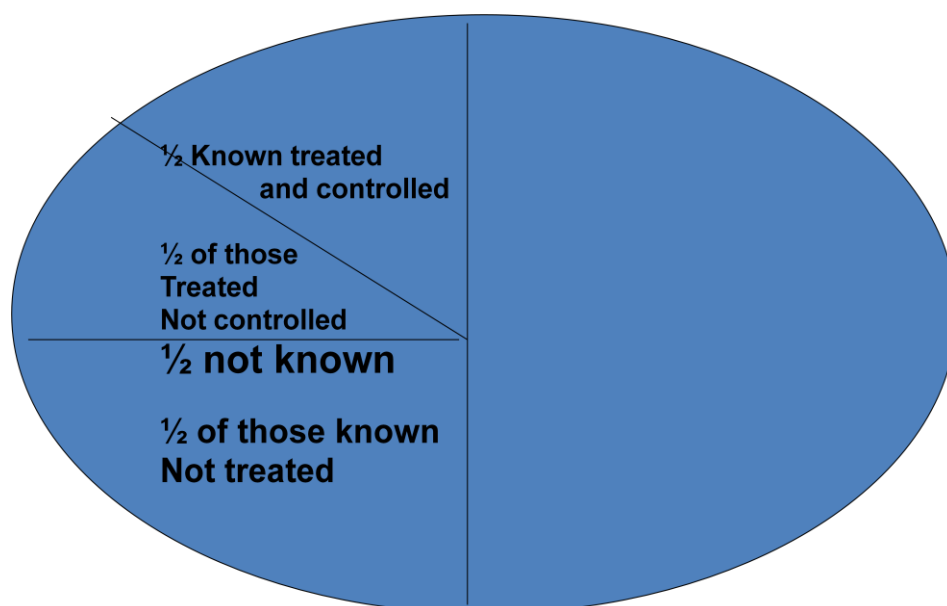 ½ Known treated
and controlled
½ of those
Treated
Not controlled
½ not known
½ of those known
Not treated